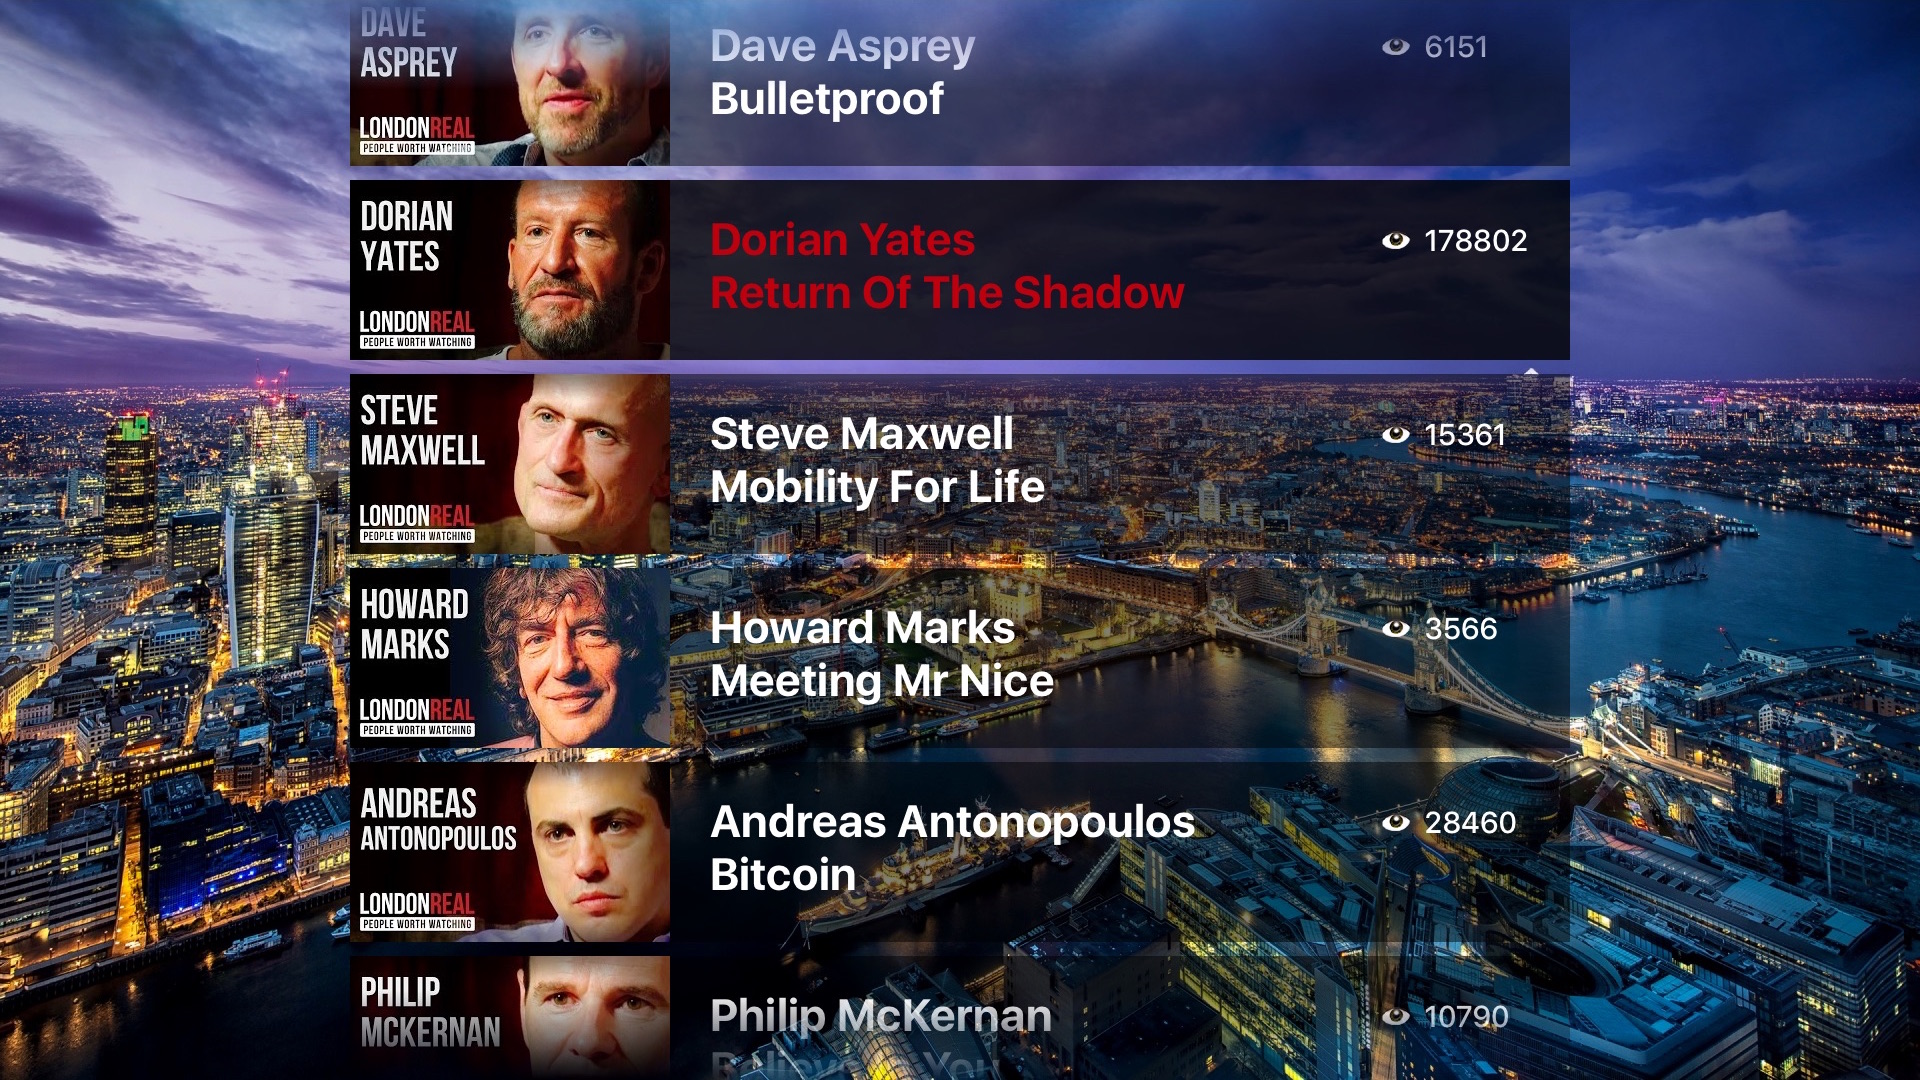 DAVE
ASPREY
LONDONREAL
PEOPLE WORTH WATCHING
Dave Asprey
Bulletproof
6151
DORIAN
YATES
LONDONREAL
PEOPLE WORTH WATCHING
Dorian Yates
Return Of The Shadow
178802
STEVE
MAXWELL
LONDONREAL
PEOPLE WORTH WATCHING
Steve Maxwell
Mobility For Life
15361
HOWARD
MARKS
LONDONREAL
PEOPLE WORTH WATCHING
Howard Marks
Meeting Mr Nice
3566
ANDREAS
ANTONOPOULOS
LONDONREAL
PEOPLE WORTH WATCHING
Andreas Antonopoulos
Bitcoin
28460
PHILIP
MCKERNAN
Philip McKernan
You
10790